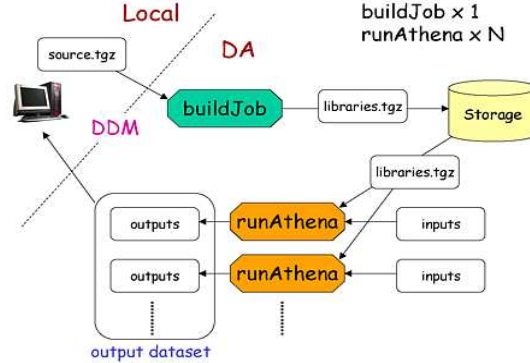 Local
DA
buildJob x 1
runAthena x N
source.tgz
DDM
buildJob
libraries.tgz
Storage
libraries.tgz
outputs
runAthena
inputs
outputs
runAthena
inputs
output dataset